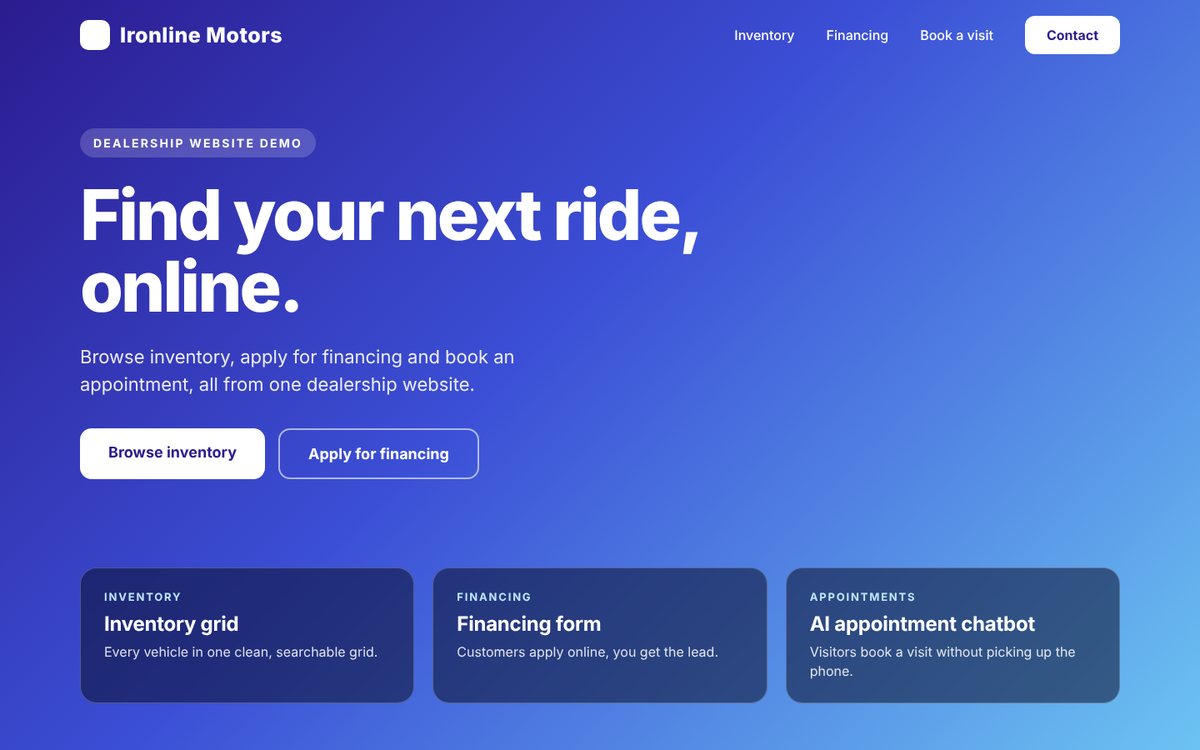 Ironline Motors
Inventory
Financing
Book a visit
Contact
DEALERSHIP WEBSITE DEMO
Find your next ride,
online.
Browse inventory, apply for financing and book an
appointment, all from one dealership website.
Browse inventory
Apply for financing
INVENTORY
Inventory grid
Every vehicle in one clean, searchable grid.
FINANCING
Financing form
Customers apply online, you get the lead.
APPOINTMENTS
AI appointment chatbot
Visitors book a visit without picking up the
phone.